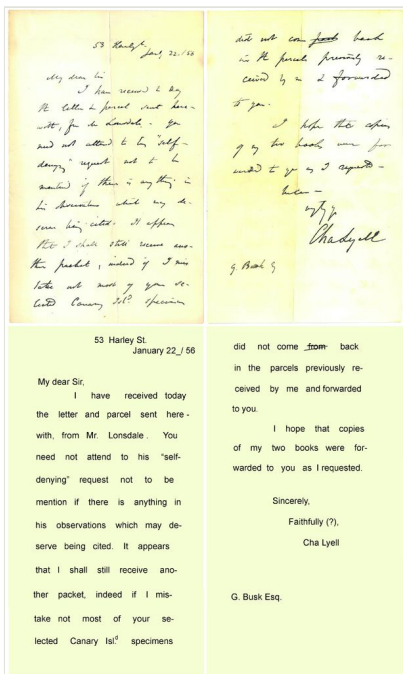 53 Harley St
Jany 22_/56
My dear Sir
I have received to day
the letter & parcel sent here-
with, from Mr Lonsdale. You
need not attend to his "self-
denying" request not to be
mentioned if there is any thing in
his observations which may de-
serve being cited. It appears
that I shall still receive ano-
ther packet, indeed if I mis-
take not most of your se-
lected Canary Isl.d specimens
did not come from back
in the parcels previously re-
ceived by me & forwarded
to you.
I hope that copies
of my two books were for-
warded to you as I requested-
ChaLyell
G. Busk
53 Harley St.
January 22_/ 56
My dear Sir,
I have received today
the letter and parcel sent here -
with, from Mr. Lonsdale . You
need not attend to his “self-
denying” request not to be
mention if there is anything in
his observations which may de-
serve being cited. It appears
that I shall still receive ano-
ther packet, indeed if I mis-
take not most of your se-
lected Canary Isl.d specimens
did not come from back
in the parcels previously re-
ceived by me and forwarded
to you.
I hope that copies
of my two books were for-
warded to you as I requested.
Sincerely,
Faithfully (?),
Cha Lyell
G. Busk Esq.